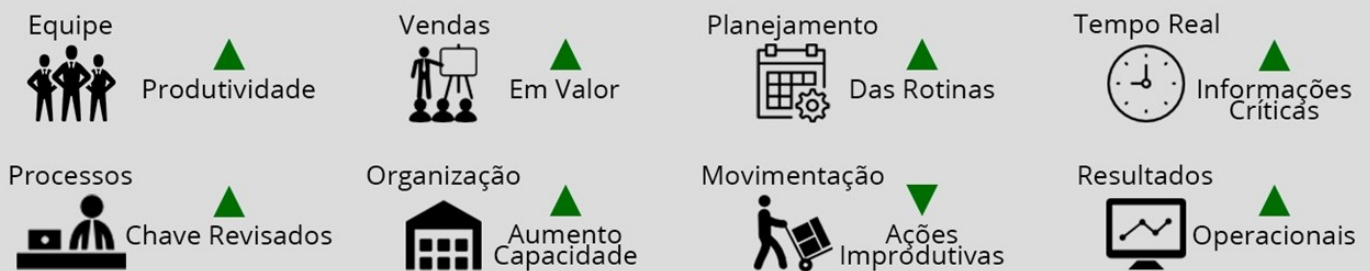 Equipe
Produtividade
Vendas
Em Valor
Planejamento
Das Rotinas
Tempo Real
Informações
Críticas
Processos
Chave Revisados
Organização
Aumento
Capacidade
Movimentação
Ações
Improdutivas
Resultados
Operacionais